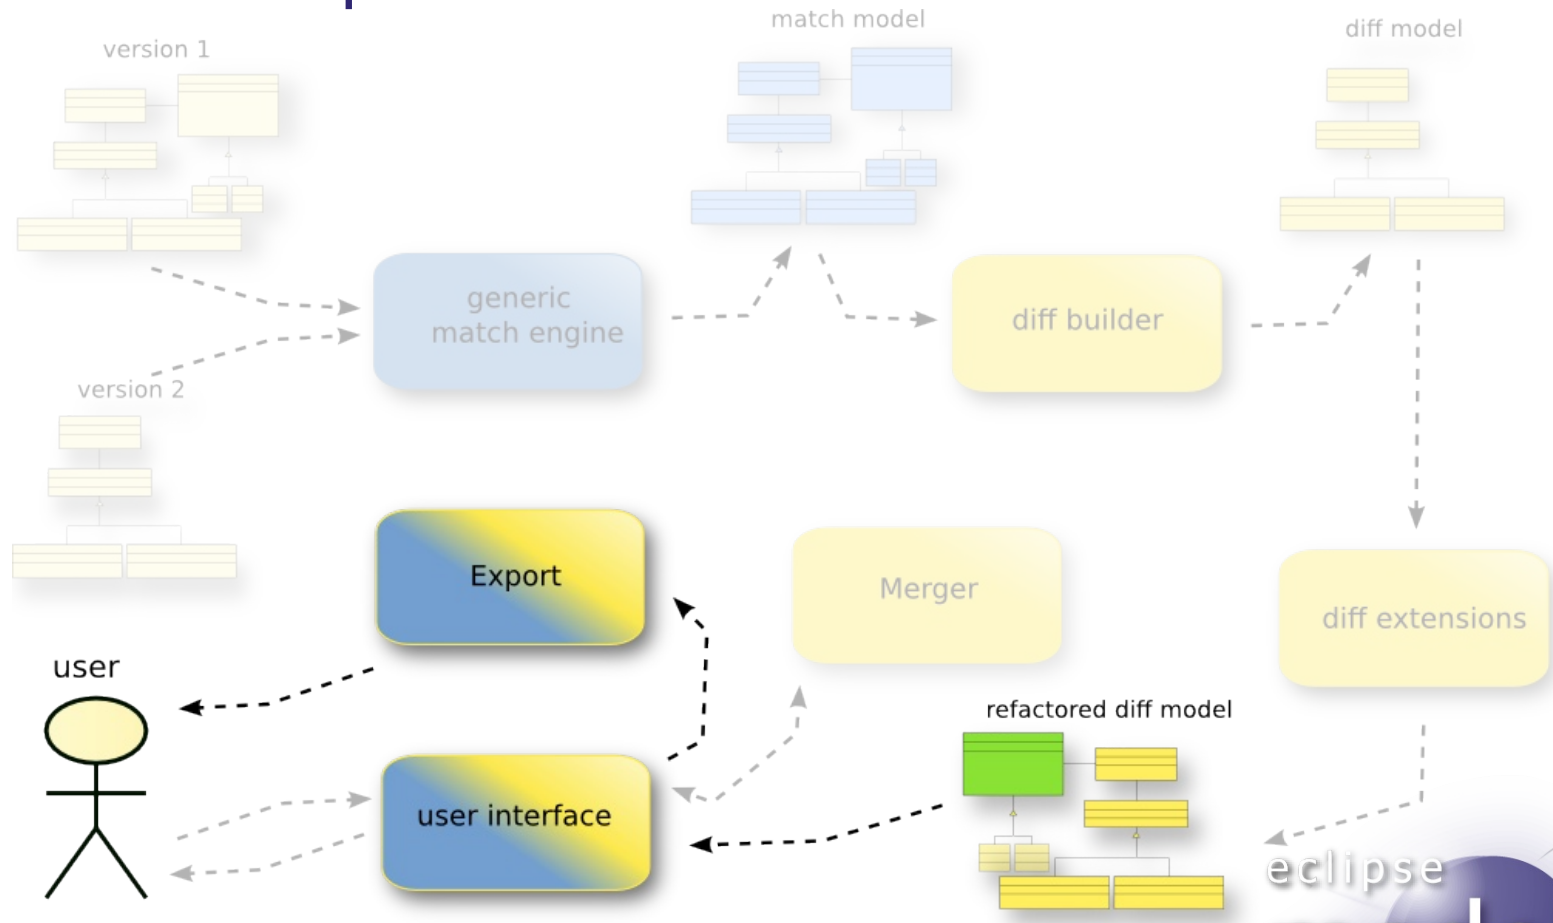 version 1
match model
diff model
generic
match engine
diff builder
version 2
Export
Merger
diff extensions
user
refactored diff model
user interface
eclipse